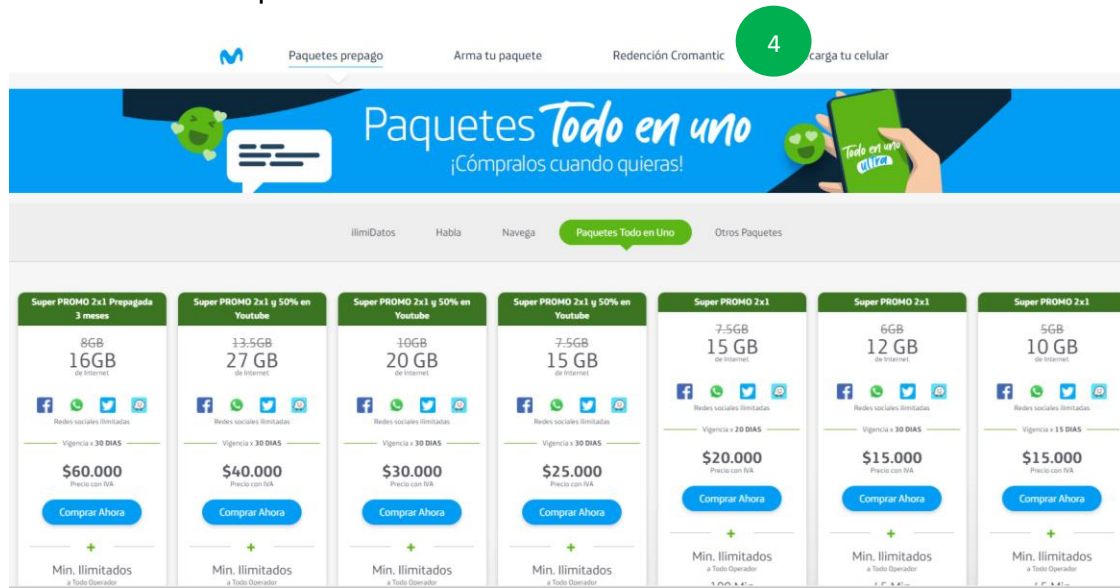 Paquetes prepago
Arma tu paquete
Redención Cromantic
4
carga tu celular
Paquetes Todo en uno
¡Cómpralos cuando quieras!
Todo en uno
ultra
ilimiDatos
Habla
Navega
Paquetes Todo en Uno
Otros Paquetes
Super PROMO 2x1 Prepagada
3 meses
8GB
16GB
de Internet
Redes sociales ilimitadas
Vigencia x 30 DIAS
$60.000
Precio con IVA
Comprar Ahora
+
Min. Ilimitados
a Todo Operador
Super PROMO 2x1 y 50% en
Youtube
13.5GB
27 GB
de Internet
Redes sociales ilimitadas
Vigencia x 30 DIAS
$40.000
Precio con IVA
Comprar Ahora
+
Min. Ilimitados
a Todo Operador
Super PROMO 2x1 y 50% en
Youtube
10GB
20 GB
de Internet
Redes sociales ilimitadas
Vigencia x 30 DIAS
$30.000
Precio con IVA
Comprar Ahora
+
Min. Ilimitados
a Todo Operador
Super PROMO 2x1 y 50% en
Youtube
7.5GB
15 GB
de Internet
Redes sociales ilimitadas
Vigencia x 30 DIAS
$25.000
Precio con IVA
Comprar Ahora
+
Min. Ilimitados
a Todo Operador
Super PROMO 2x1
7.5GB
15 GB
de Internet
Redes sociales ilimitadas
Vigencia x 20 DIAS
$20.000
Precio con IVA
Comprar Ahora
+
Min. Ilimitados
a Todo Operador
Super PROMO 2x1
6GB
12 GB
de Internet
Redes sociales ilimitadas
Vigencia x 30 DIAS
$15.000
Precio con IVA
Comprar Ahora
+
Min. Ilimitados
a Todo Operador
Super PROMO 2x1
5GB
10 GB
de Internet
Redes sociales ilimitadas
Vigencia x 15 DIAS
$15.000
Precio con IVA
Comprar Ahora
+
Min. Ilimitados
a Todo Operador